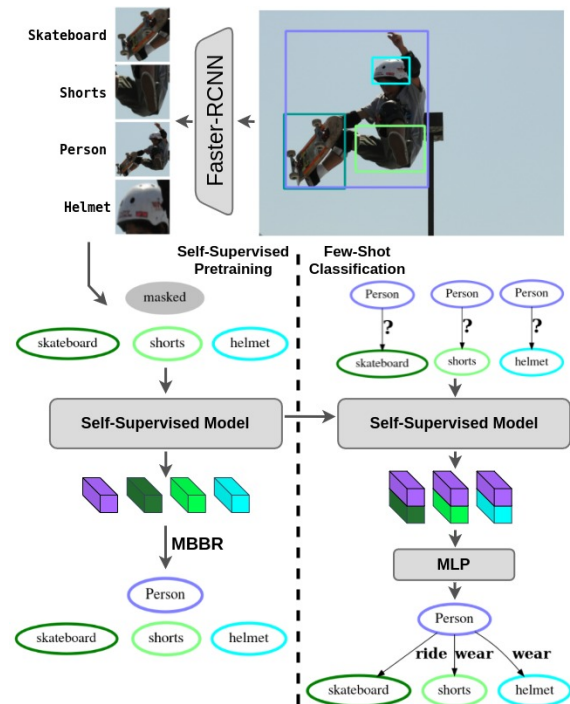 Skateboard
Shorts
Person
Helmet
Faster-RCNN
Self-Supervised
Pretraining
Few-Shot
Classification
masked
skateboard
shorts
helmet
Self-Supervised Model
MBBR
Person
skateboard
shorts
helmet
Person
Person
Person
?
?
?
skateboard
shorts
helmet
Self-Supervised Model
MLP
Person
ride
wear
wear
skateboard
shorts
helmet